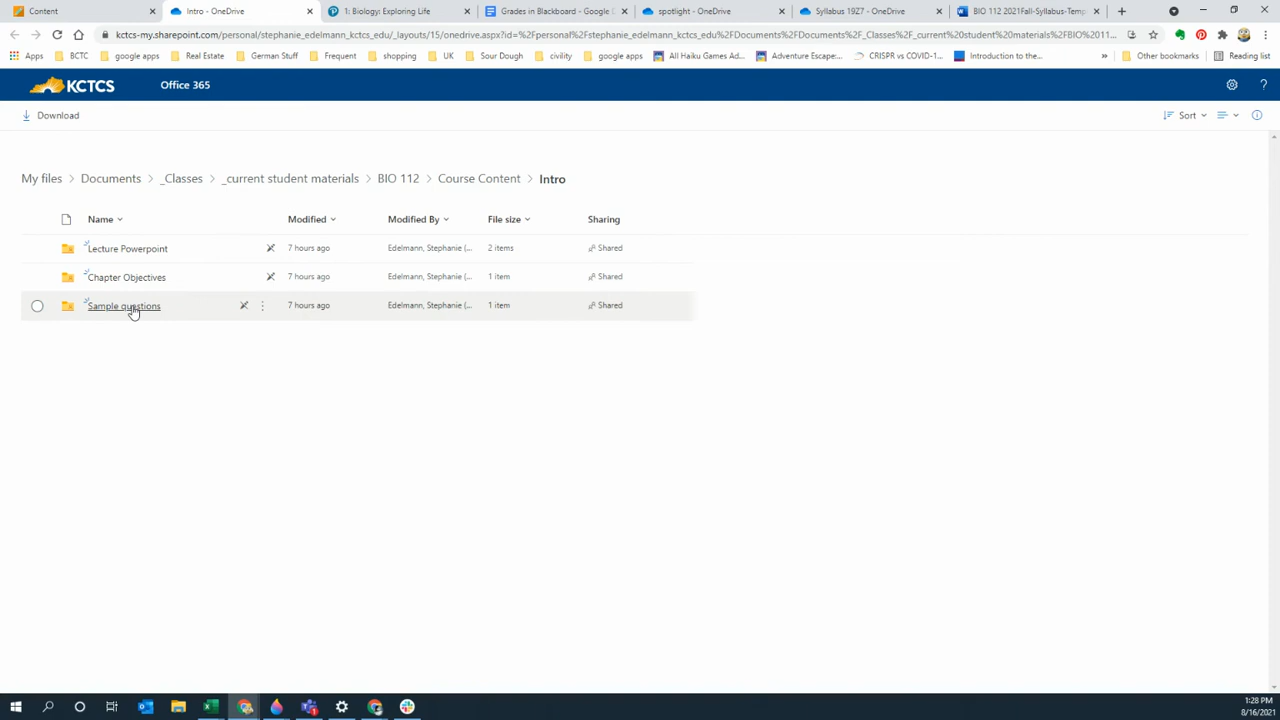 Content
Intro - OneDrive
1: Biology: Exploring Life
Grades in Blackboard - Google
spotlight - OneDrive
Syllabus 19Z7 - OneDrive
BIO 112 2021Fall-Syllabus-Temp
kctcs-my.sharepoint.com/personal/stephanie_edelmann_kctcs_edu/_layouts/15/onedrive.aspx?id=%2Fpersonal%2Fstephanie_edelmann_kctcs_edu%2FDocuments%2FDocuments%2F_Classes%2F_current%20student%20materials%2FBIO%2011...
Apps
BCTC
google apps
Real Estate
German Stuff
Frequent
shopping
UK
Sour Dough
civility
google apps
All Haiku Games Ad...
Adventure Escape:...
CRISPR vs COVID-1...
Introduction to the...
»
Other bookmarks
Reading list
KCTCS
Office 365
?
Download
Sort
My files > Documents > _Classes > _current student materials > BIO 112 > Course Content > Intro
Name Modified Modified By File size Sharing
Lecture Powerpoint 7 hours ago Edelmann, Stephanie (... 2 items Shared
Chapter Objectives 7 hours ago Edelmann, Stephanie (... 1 item Shared
Sample questions 7 hours ago Edelmann, Stephanie (... 1 item Shared
1:28 PM
8/16/2021